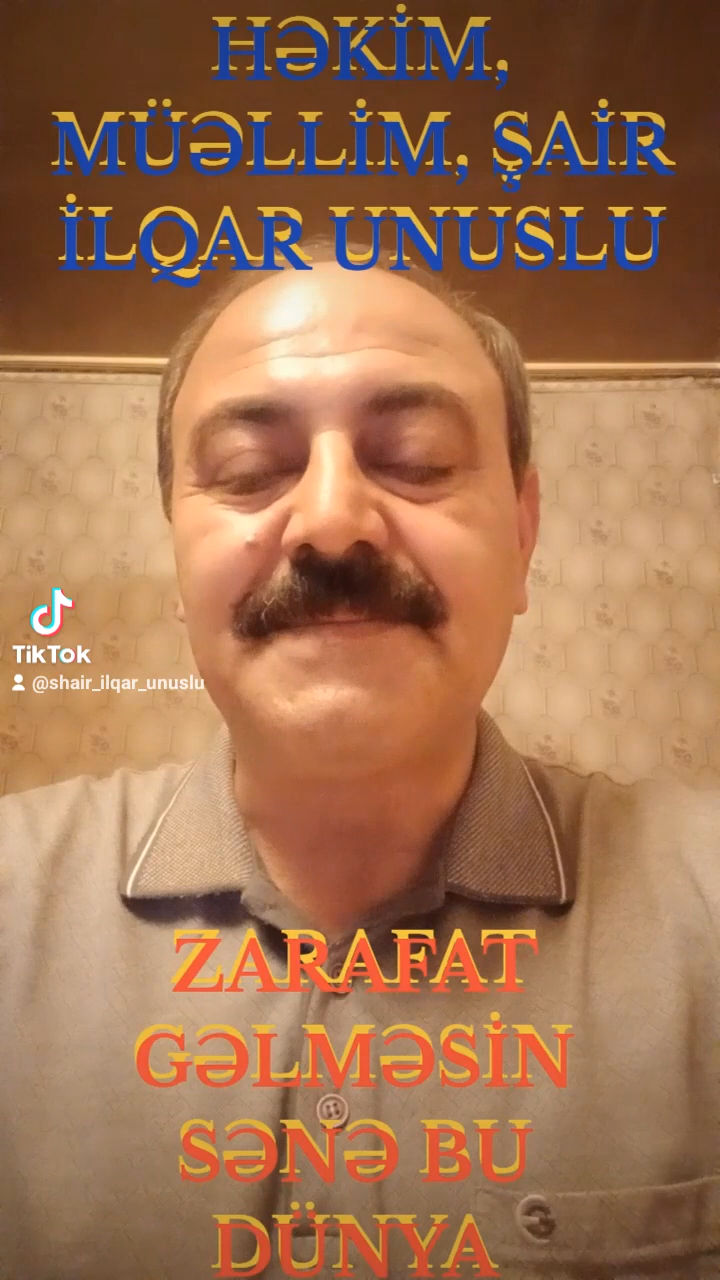 HƏKİM,
MÜƏLLİM, ŞAİR
İLQAR UNUSLU
TikTok
@shair_ilqar_unuslu
ZARAFAT
GƏLMƏSİN
SƏNƏ BU
DÜNYA